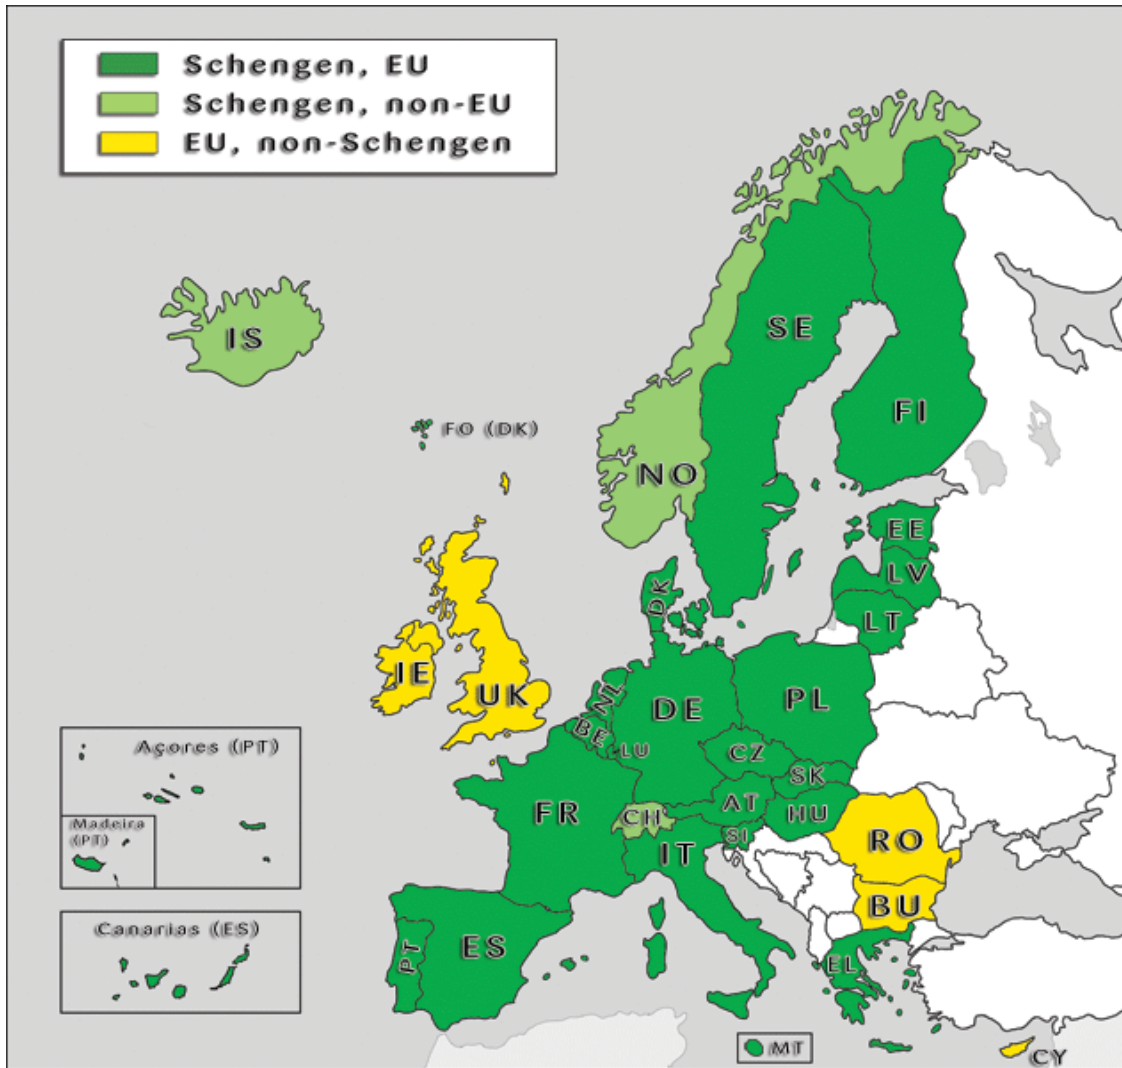 Schengen, EU
Schengen, non-EU
EU, non-Schengen
IS
SE
FI
FO (DK)
NO
EE
LV
DK
LT
IE
UK
NL
DE
PL
BE
LU
CZ
SK
Açores (PT)
AT
HU
FR
CH
SI
Madeira
(PT)
IT
RO
BU
Canarias (ES)
PT
ES
EL
MT
CY